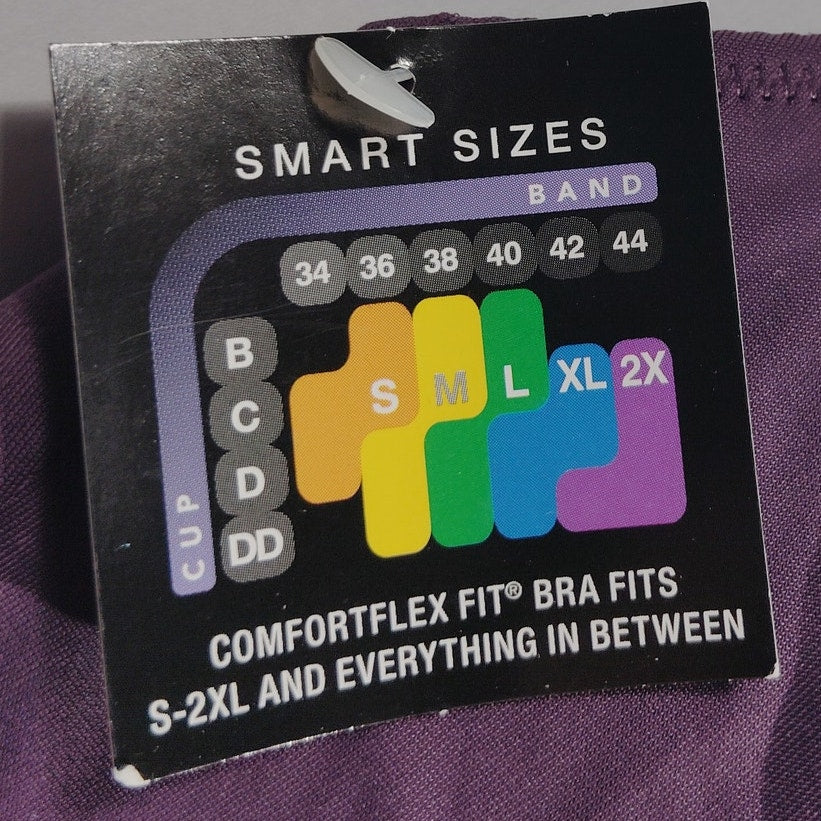 SMART SIZES
BAND
34 36 38 40 42 44
B
C
S M L XL 2X
D
DD
CUP
COMFORTFLEX FIT® BRA FITS
S-2XL AND EVERYTHING IN BETWEEN